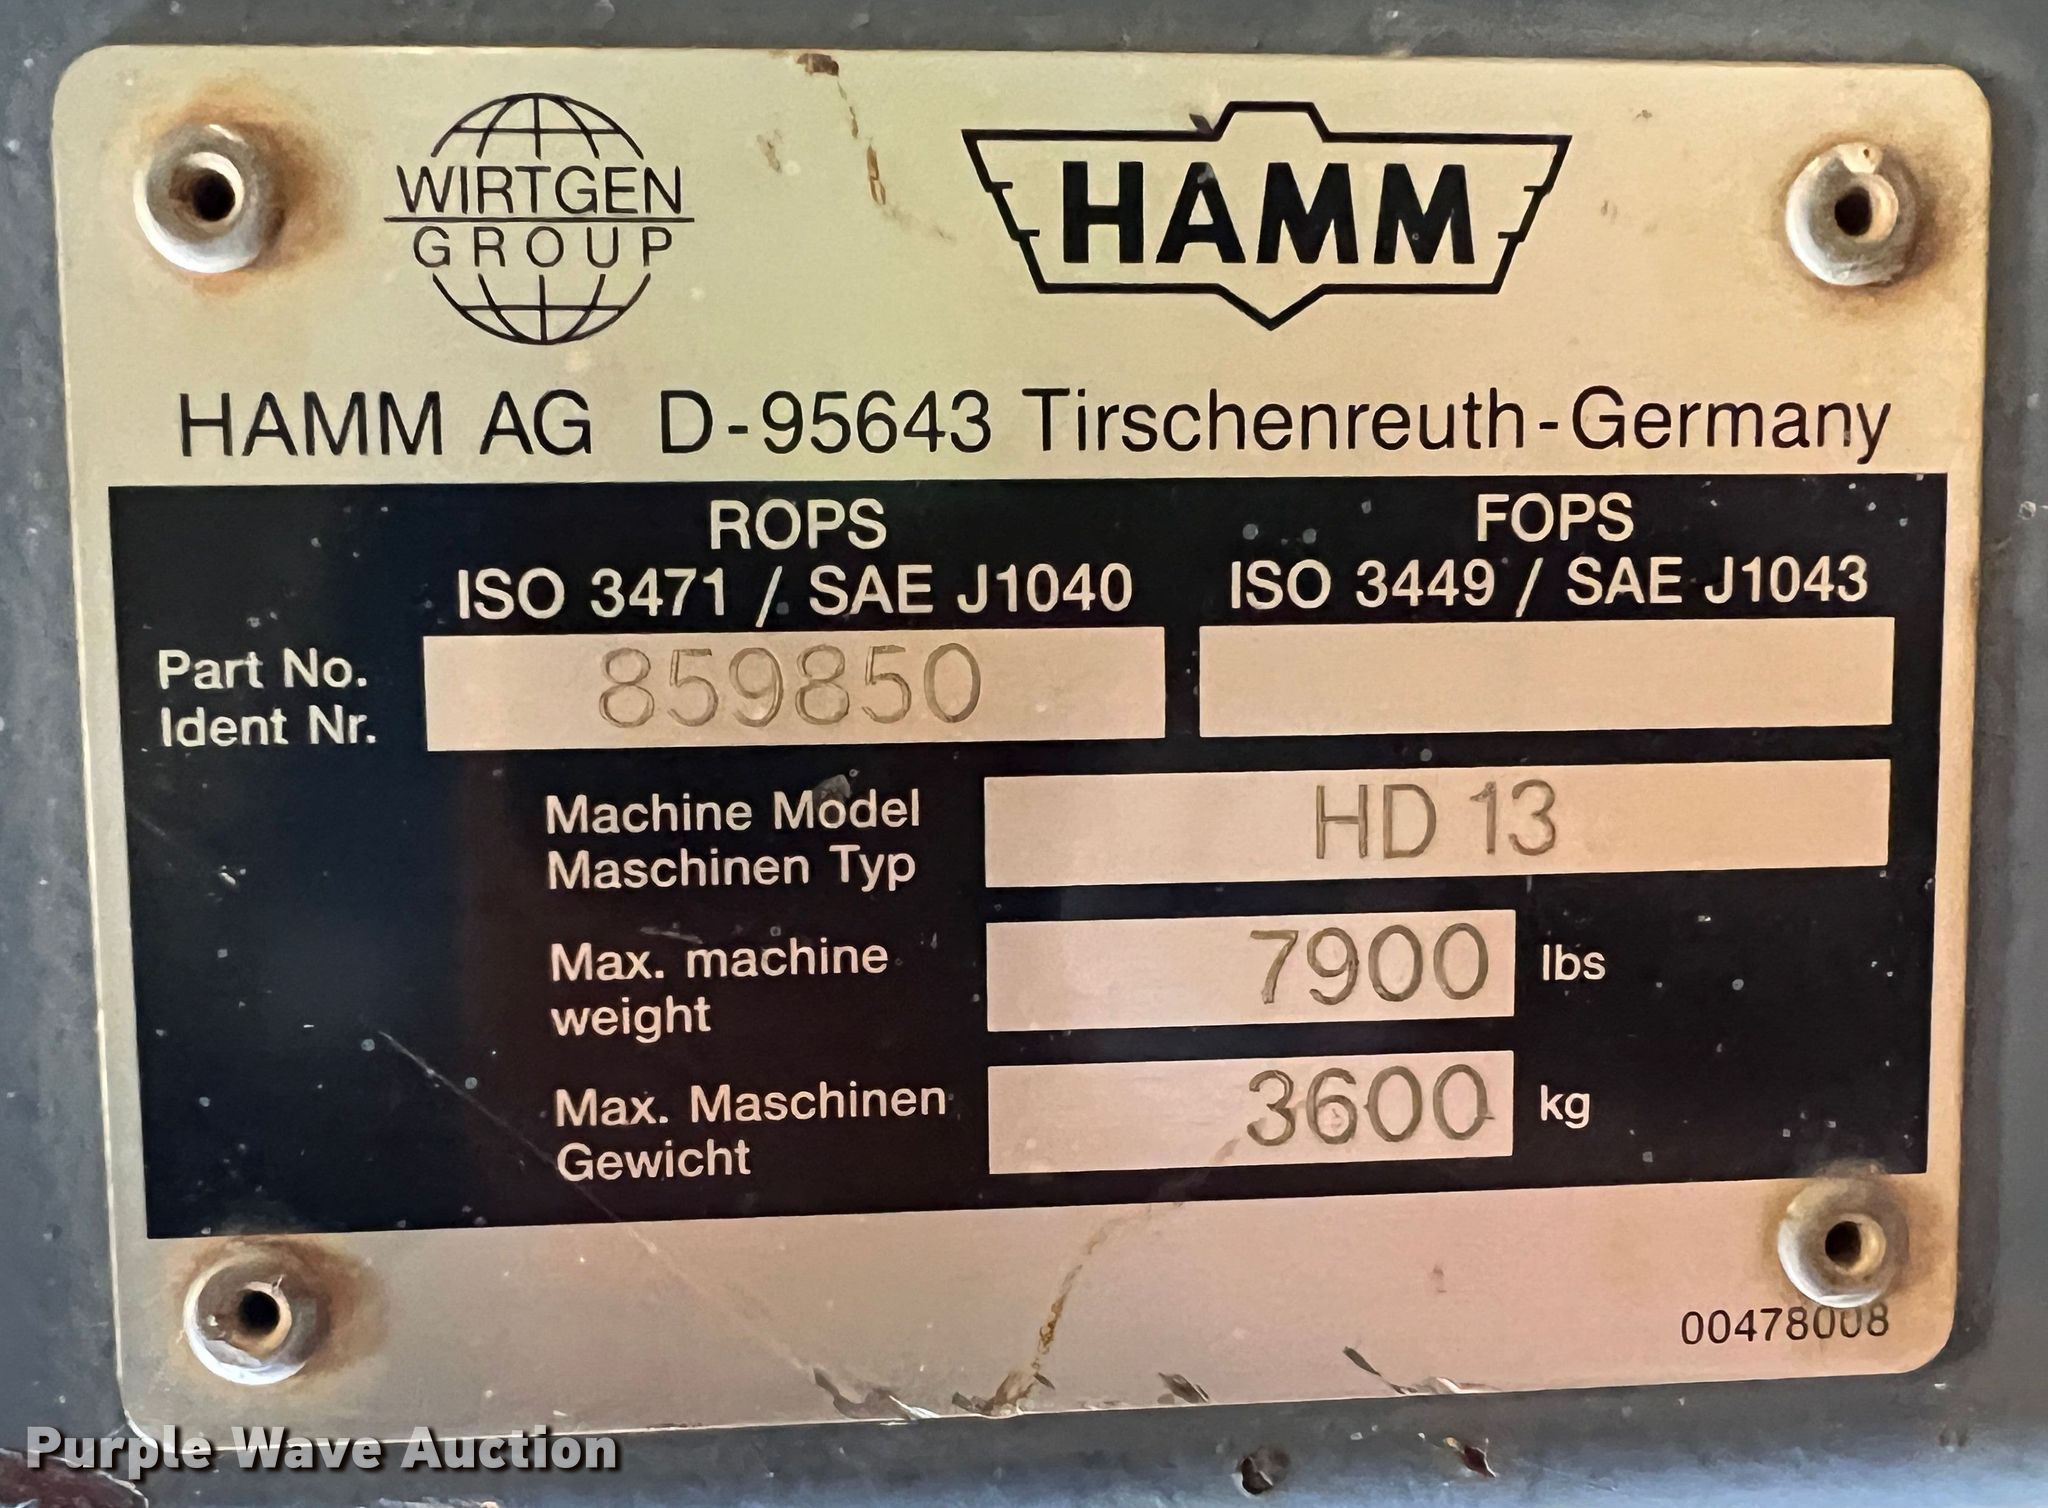 WIRTGEN
GROUP
HAMM
HAMM AG D-95643 Tirschenreuth-Germany
ROPS
ISO 3471 / SAE J1040
FOPS
ISO 3449 / SAE J1043
Part No.
Ident Nr.
859850
Machine Model
Maschinen Typ
HD 13
Max. machine
weight
7900 lbs
Max. Maschinen
Gewicht
3600 kg
00478008
Purple Wave Auction